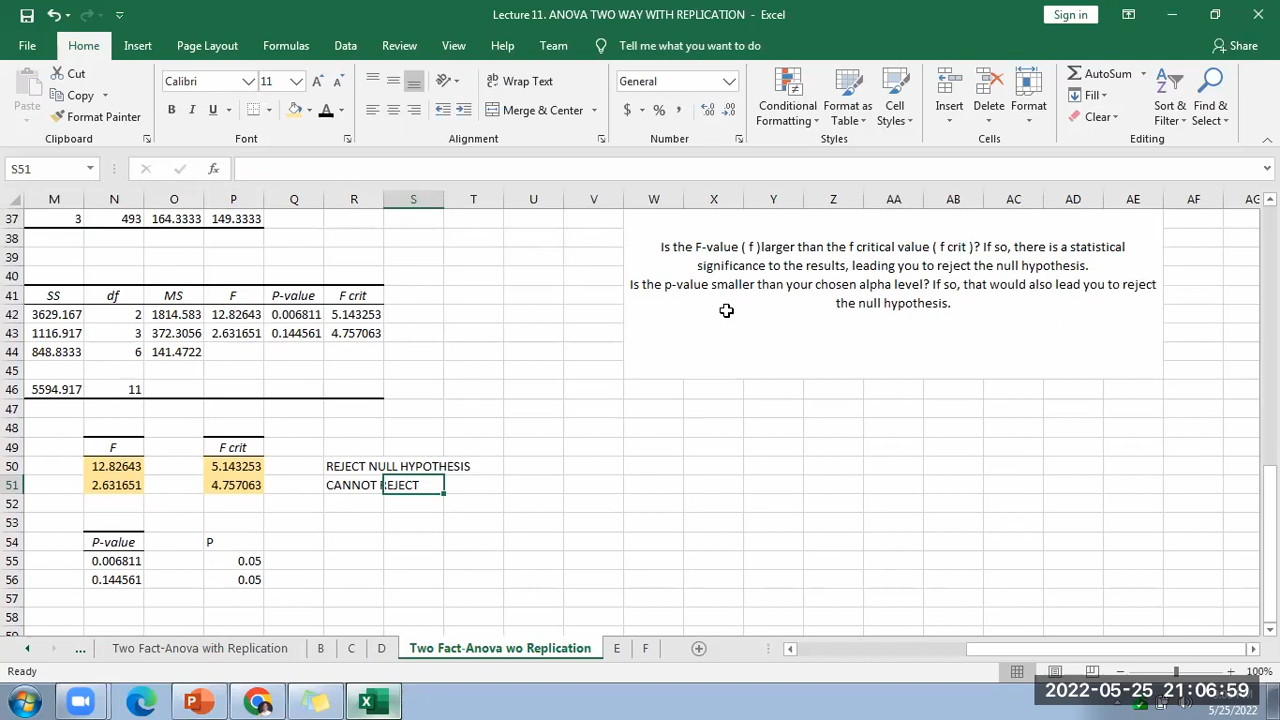 Lecture 11. ANOVA TWO WAY WITH REPLICATION - Excel
Sign in
File Home Insert Page Layout Formulas Data Review View Help Team Tell me what you want to do Share
Paste
Cut
Copy
Format Painter
Clipboard
Calibri 11
B I U
Font
Wrap Text
Merge & Center
Alignment
General
$ % ,
Number
Conditional Formatting
Format as Table
Cell Styles
Styles
Insert Delete Format
Cells
AutoSum
Fill
Clear
Sort & Filter
Find & Select
Editing
S51 fx
M N O P Q R S T U V W X Y Z AA AB AC AD AE AF AG
37 3 493 164.3333 149.3333
38
Is the F-value ( f )larger than the f critical value ( f crit )? If so, there is a statistical
39
significance to the results, leading you to reject the null hypothesis.
40
Is the p-value smaller than your chosen alpha level? If so, that would also lead you to reject
the null hypothesis.
41 SS df MS F P-value F crit
42 3629.167 2 1814.583 12.82643 0.006811 5.143253
43 1116.917 3 372.3056 2.631651 0.144561 4.757063
44 848.8333 6 141.4722
45
46 5594.917 11
47
48
49 F F crit
50 12.82643 5.143253 REJECT NULL HYPOTHESIS
51 2.631651 4.757063 CANNOT REJECT
52
53
54 P-value P
55 0.006811 0.05
56 0.144561 0.05
57
58
59
... Two Fact-Anova with Replication B C D Two Fact-Anova wo Replication E F
Ready 100%
2022-05-25 21:06:59
5/25/2022